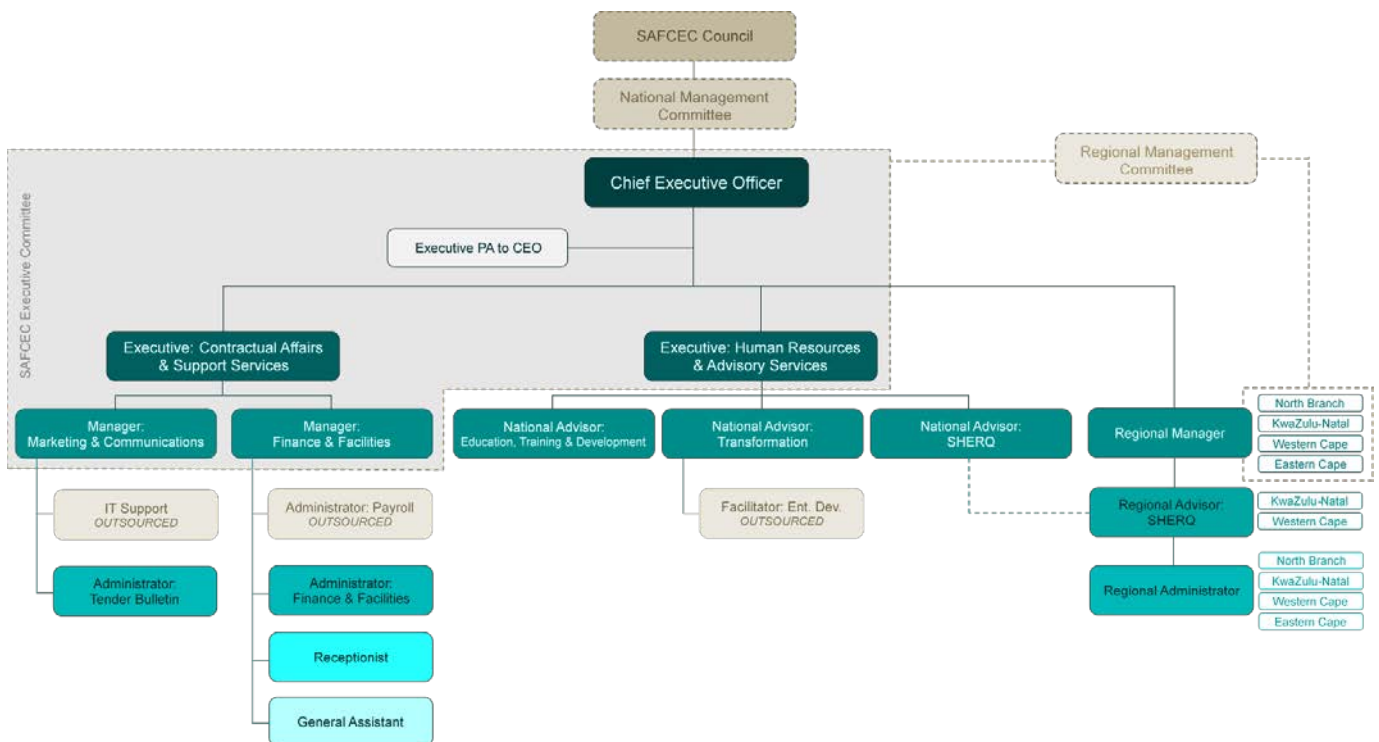 SAFCEC Council
National Management
Committee
Regional Management
Committee
SAFCEC Executive Committee
Chief Executive Officer
Executive PA to CEO
Executive: Contractual Affairs
& Support Services
Executive: Human Resources
& Advisory Services
Manager:
Marketing & Communications
Manager:
Finance & Facilities
National Advisor:
Education, Training & Development
National Advisor:
Transformation
National Advisor:
SHERQ
Regional Manager
North Branch
KwaZulu-Natal
Western Cape
Eastern Cape
IT Support
OUTSOURCED
Administrator: Payroll
OUTSOURCED
Facilitator: Ent. Dev.
OUTSOURCED
Regional Advisor:
SHERQ
KwaZulu-Natal
Western Cape
Administrator:
Tender Bulletin
Administrator:
Finance & Facilities
Regional Administrator
North Branch
KwaZulu-Natal
Western Cape
Eastern Cape
Receptionist
General Assistant